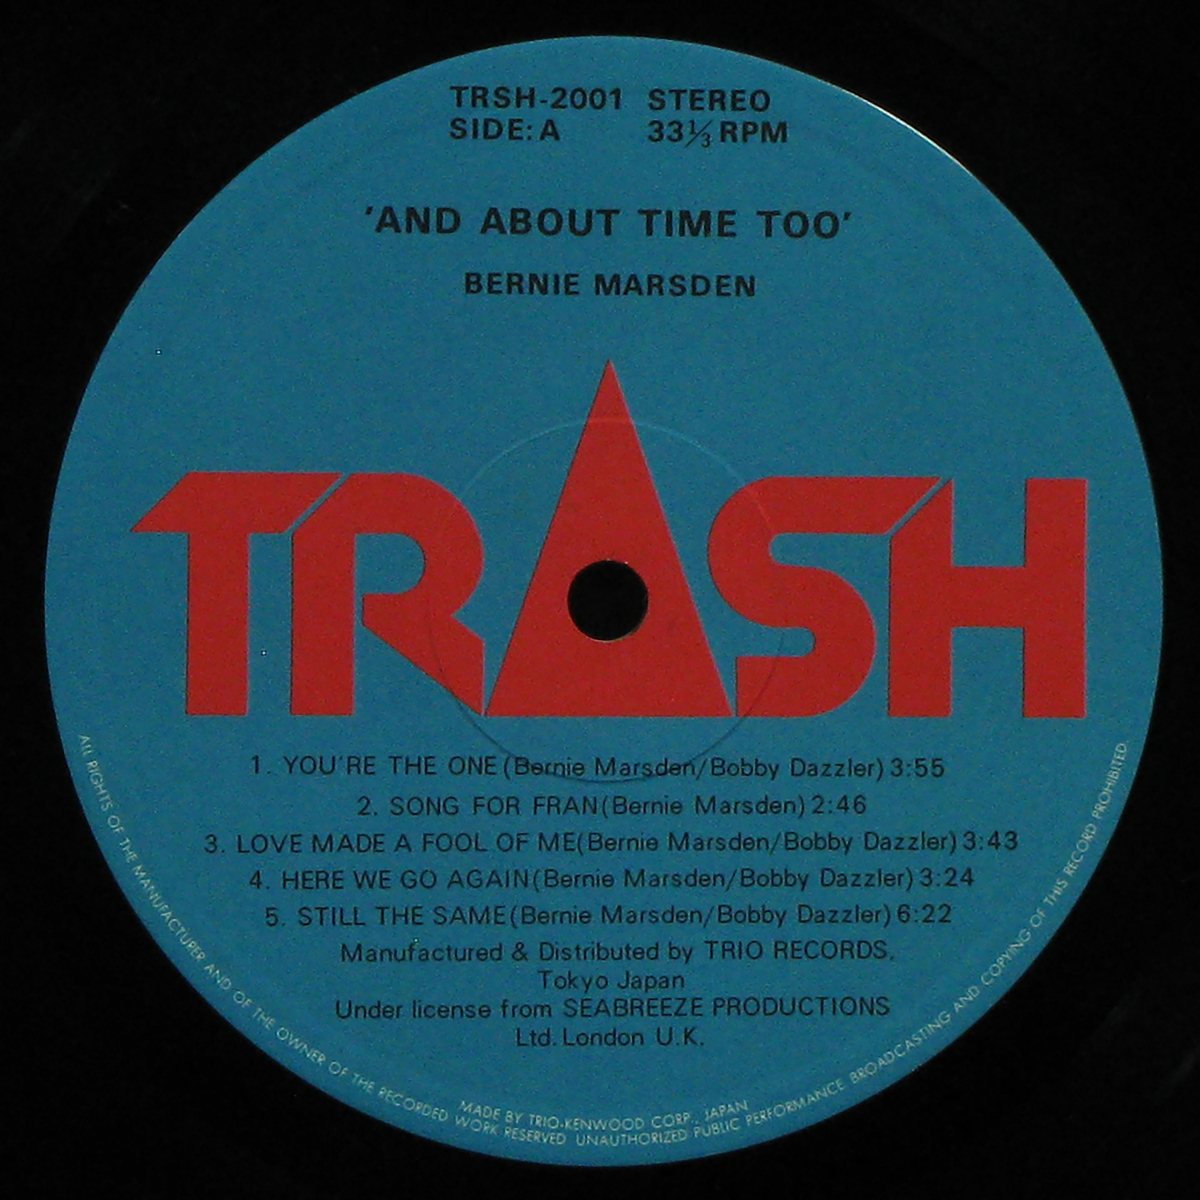 TRSH-2001 STEREO
SIDE: A 33⅓ RPM
'AND ABOUT TIME TOO'
BERNIE MARSDEN
TRASH
1. YOU'RE THE ONE (Bernie Marsden/Bobby Dazzler) 3:55
2. SONG FOR FRAN (Bernie Marsden) 2:46
3. LOVE MADE A FOOL OF ME (Bernie Marsden/Bobby Dazzler) 3:43
4. HERE WE GO AGAIN (Bernie Marsden/Bobby Dazzler) 3:24
5. STILL THE SAME (Bernie Marsden/Bobby Dazzler) 6:22
Manufactured & Distributed by TRIO RECORDS,
Tokyo Japan
Under license from SEABREEZE PRODUCTIONS
Ltd. London U.K.
MADE BY TRIO-KENWOOD CORP., JAPAN
ALL RIGHTS OF THE MANUFACTURER AND OF THE OWNER OF THE RECORDED WORK RESERVED UNAUTHORIZED PUBLIC PERFORMANCE BROADCASTING AND COPYING OF THIS RECORD PROHIBITED.